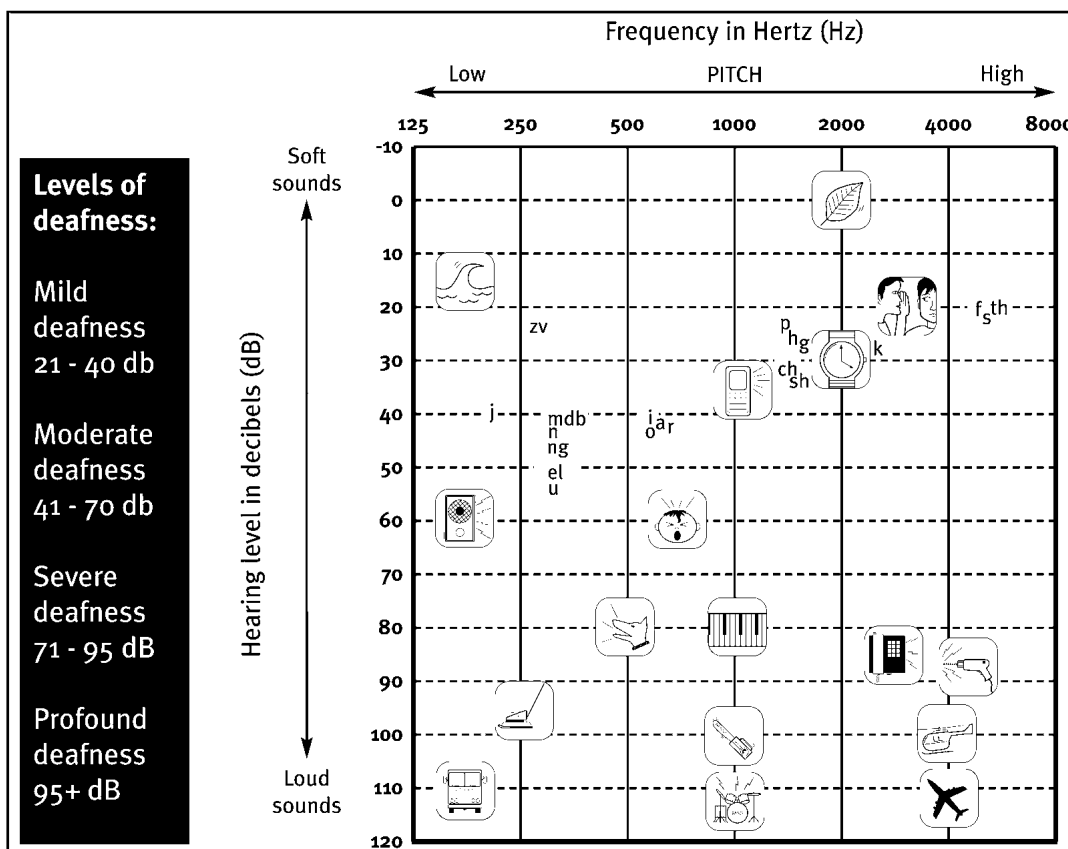 Frequency in Hertz (Hz)
Low PITCH High
125 250 500 1000 2000 4000 8000
Levels of
deafness:
Mild
deafness
21 - 40 db
Moderate
deafness
41 - 70 db
Severe
deafness
71 - 95 dB
Profound
deafness
95+ dB
Soft
sounds
Hearing level in decibels (dB)
Loud
sounds
-10
0
10
20
30
40
50
60
70
80
90
100
110
120
f s th
zv
p
h g
k
ch
sh
j
mdb
n
ng
el
u
i
o a r